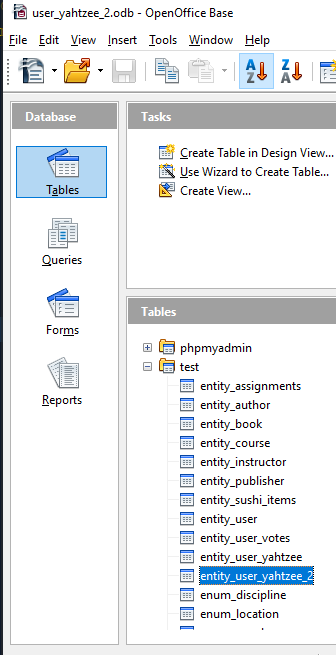 user_yahtzee_2.odb - OpenOffice Base
File Edit View Insert Tools Window Help
Database
Tables
Queries
Forms
Reports
Tasks
Create Table in Design View...
Use Wizard to Create Table...
Create View...
Tables
phpmyadmin
test
entity_assignments
entity_author
entity_book
entity_course
entity_instructor
entity_publisher
entity_sushi_items
entity_user
entity_user_votes
entity_user_yahtzee
entity_user_yahtzee_2
enum_discipline
enum_location